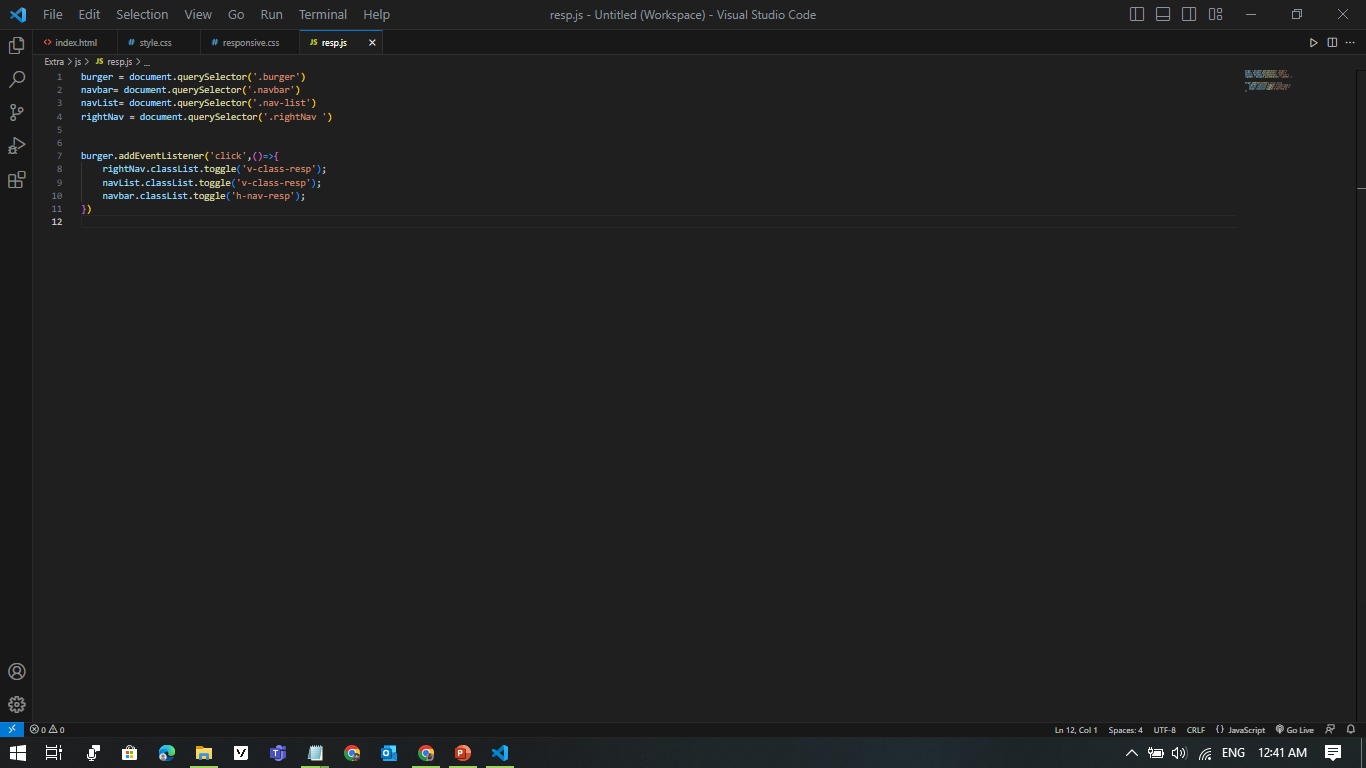 File Edit Selection View Go Run Terminal Help resp.js - Untitled (Workspace) - Visual Studio Code
index.html # style.css # responsive.css JS resp.js
Extra > js > JS resp.js > ...
1 burger = document.querySelector('.burger')
2 navbar= document.querySelector('.navbar')
3 navList= document.querySelector('.nav-list')
4 rightNav = document.querySelector('.rightNav ')
5
6
7 burger.addEventListener('click',()=>{
8 rightNav.classList.toggle('v-class-resp');
9 navList.classList.toggle('v-class-resp');
10 navbar.classList.toggle('h-nav-resp');
11 })
12
0 0 Ln 12, Col 1 Spaces: 4 UTF-8 CRLF {} JavaScript Go Live
ENG 12:41 AM